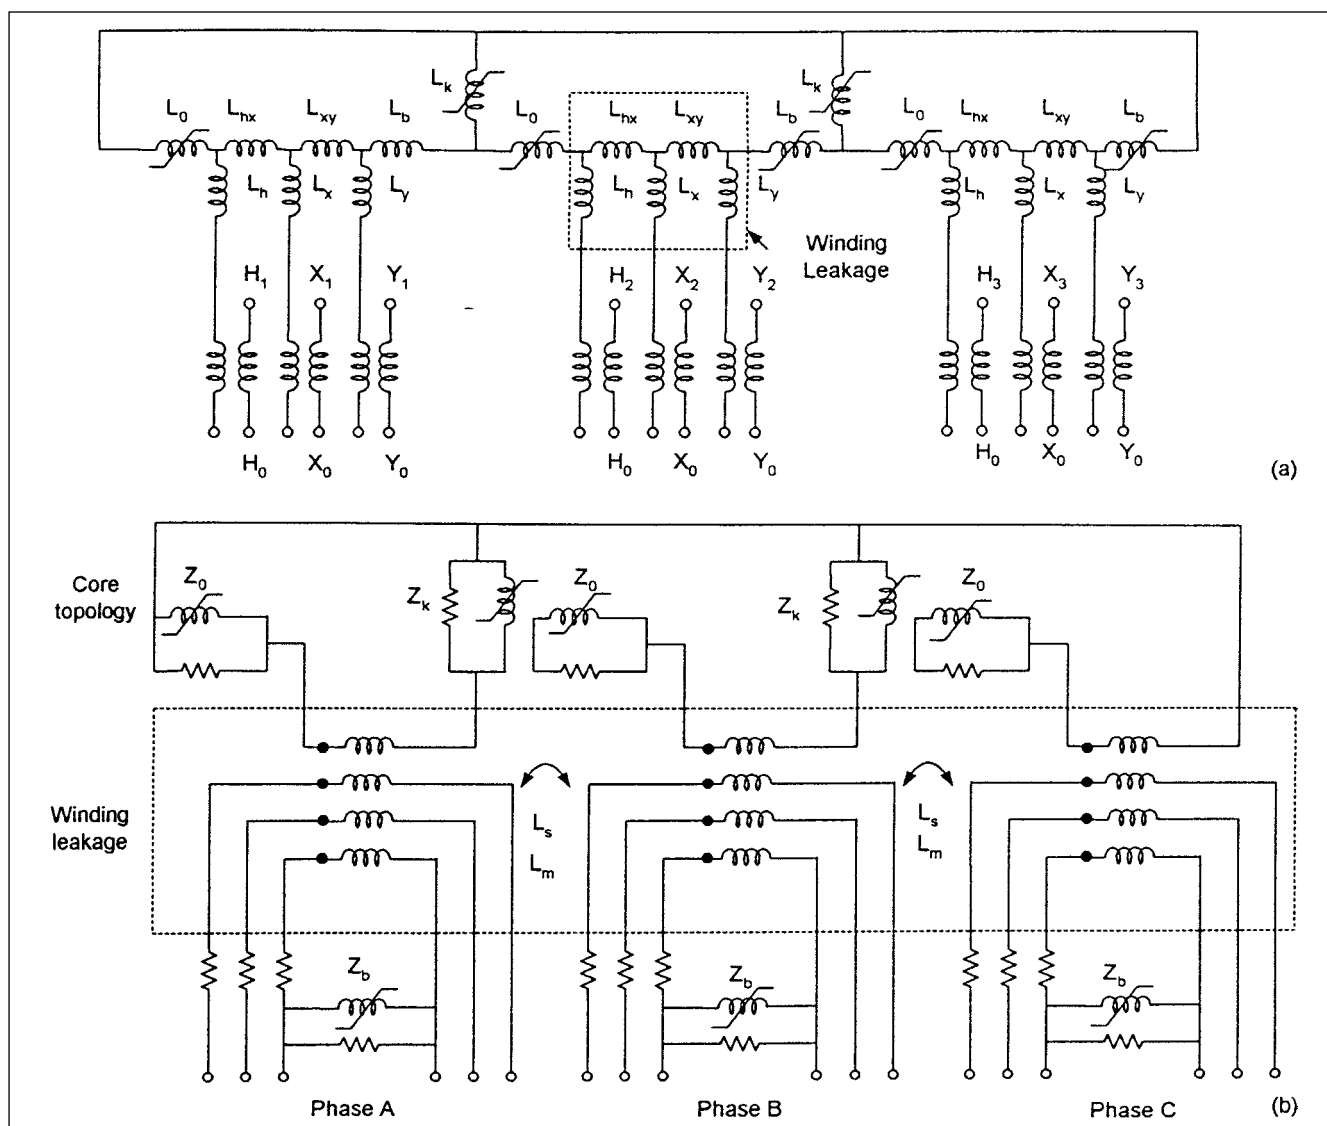 L_k L_k
L_0 L_hx L_xy L_b L_0 L_hx L_xy L_b L_0 L_hx L_xy L_b
L_h L_x L_y L_h L_x L_y L_h L_x L_y
Winding
Leakage
H_1 X_1 Y_1 H_2 X_2 Y_2 H_3 X_3 Y_3
H_0 X_0 Y_0 H_0 X_0 Y_0 H_0 X_0 Y_0
(a)
Core
topology
Z_0 Z_k Z_0 Z_k Z_0
Winding
leakage
L_s L_s
L_m L_m
Z_b Z_b Z_b
Phase A Phase B Phase C (b)